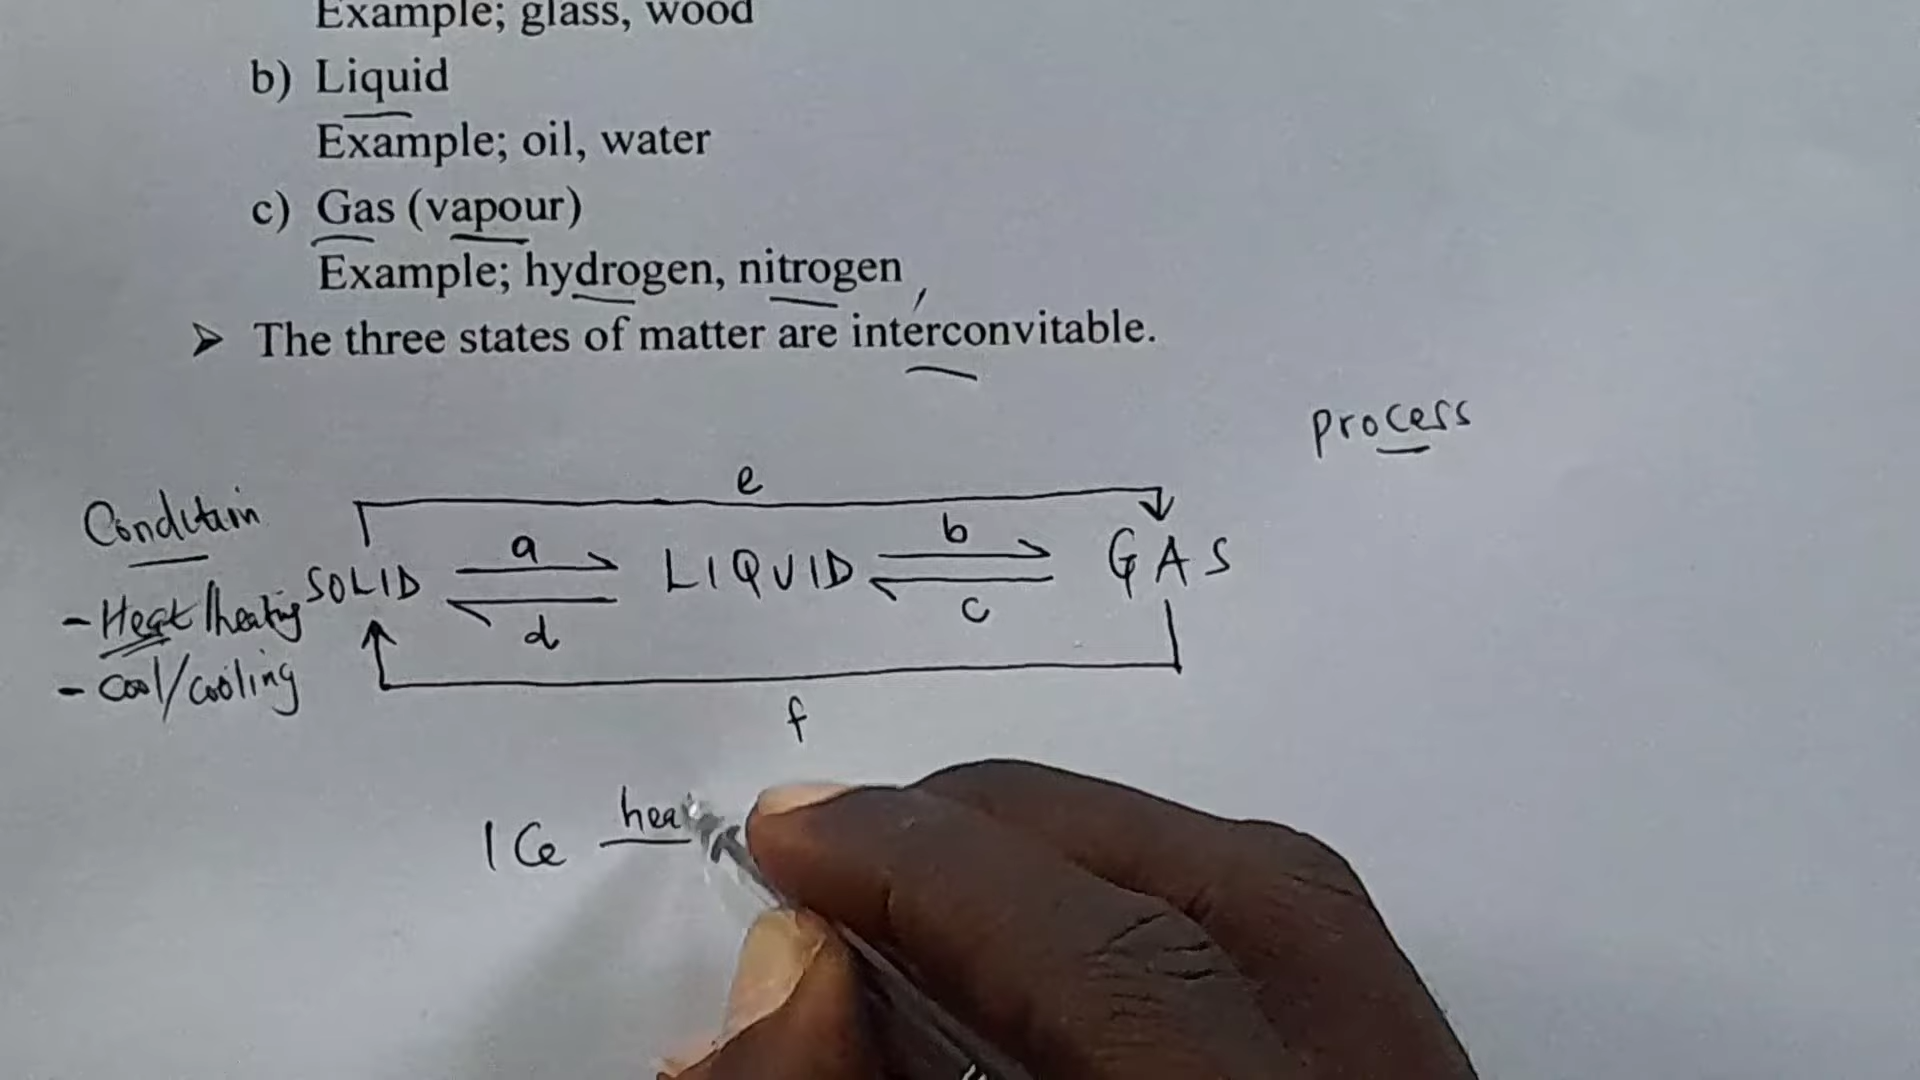 Example; glass, wood
b) Liquid
Example; oil, water
c) Gas (vapour)
Example; hydrogen, nitrogen,
➤ The three states of matter are interconvitable.
process
e
Condition
a
b
SOLID
LIQUID
GAS
- Heat/heating
d
c
- Cool/cooling
f
ICe
hea